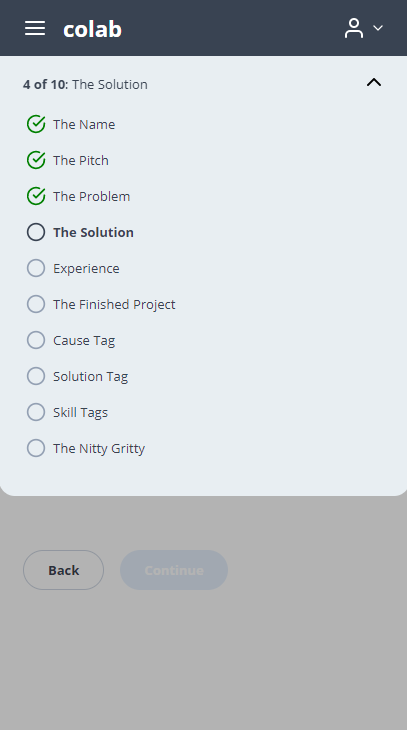 colab
4 of 10: The Solution
The Name
The Pitch
The Problem
The Solution
Experience
The Finished Project
Cause Tag
Solution Tag
Skill Tags
The Nitty Gritty
Back
Continue